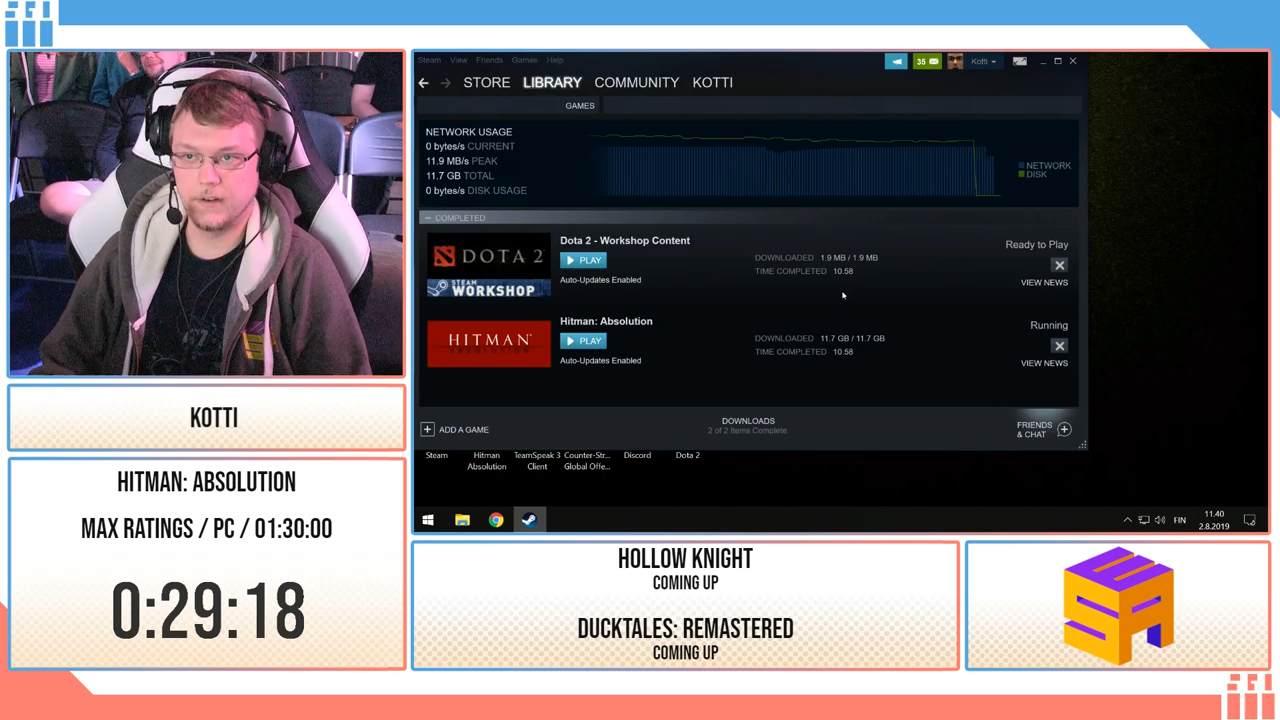 Steam View Friends Games Help
35 Kotti
STORE LIBRARY COMMUNITY KOTTI
GAMES
NETWORK USAGE
0 bytes/s CURRENT
11.9 MB/s PEAK
11.7 GB TOTAL
0 bytes/s DISK USAGE
NETWORK
DISK
COMPLETED
DOTA 2
STEAM WORKSHOP
Dota 2 - Workshop Content
PLAY
Auto-Updates Enabled
DOWNLOADED 1.9 MB / 1.9 MB
TIME COMPLETED 10.58
Ready to Play
VIEW NEWS
HITMAN
ABSOLUTION
Hitman: Absolution
PLAY
Auto-Updates Enabled
DOWNLOADED 11.7 GB / 11.7 GB
TIME COMPLETED 10.58
Running
VIEW NEWS
ADD A GAME
DOWNLOADS
2 of 2 Items Complete
FRIENDS
& CHAT
Steam
Hitman
Absolution
TeamSpeak 3
Client
Counter-Str...
Global Offe...
Discord
Dota 2
FIN
11.40
2.8.2019
KOTTI
HITMAN: ABSOLUTION
MAX RATINGS / PC / 01:30:00
0:29:18
HOLLOW KNIGHT
COMING UP
DUCKTALES: REMASTERED
COMING UP
ESA